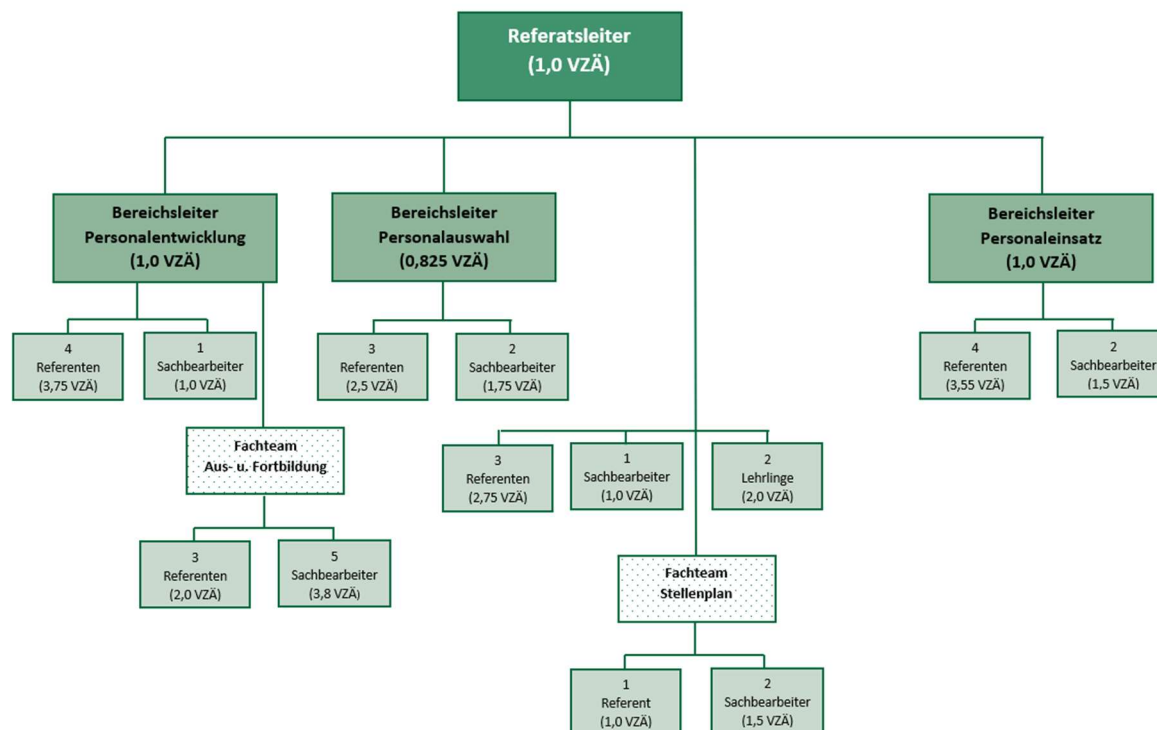 Referatsleiter
(1,0 VZÄ)
Bereichsleiter
Personalentwicklung
(1,0 VZÄ)
Bereichsleiter
Personalauswahl
(0,825 VZÄ)
Bereichsleiter
Personaleinsatz
(1,0 VZÄ)
4
Referenten
(3,75 VZÄ)
1
Sachbearbeiter
(1,0 VZÄ)
3
Referenten
(2,5 VZÄ)
2
Sachbearbeiter
(1,75 VZÄ)
4
Referenten
(3,55 VZÄ)
2
Sachbearbeiter
(1,5 VZÄ)
Fachteam
Aus- u. Fortbildung
3
Referenten
(2,75 VZÄ)
1
Sachbearbeiter
(1,0 VZÄ)
2
Lehrlinge
(2,0 VZÄ)
3
Referenten
(2,0 VZÄ)
5
Sachbearbeiter
(3,8 VZÄ)
Fachteam
Stellenplan
1
Referent
(1,0 VZÄ)
2
Sachbearbeiter
(1,5 VZÄ)